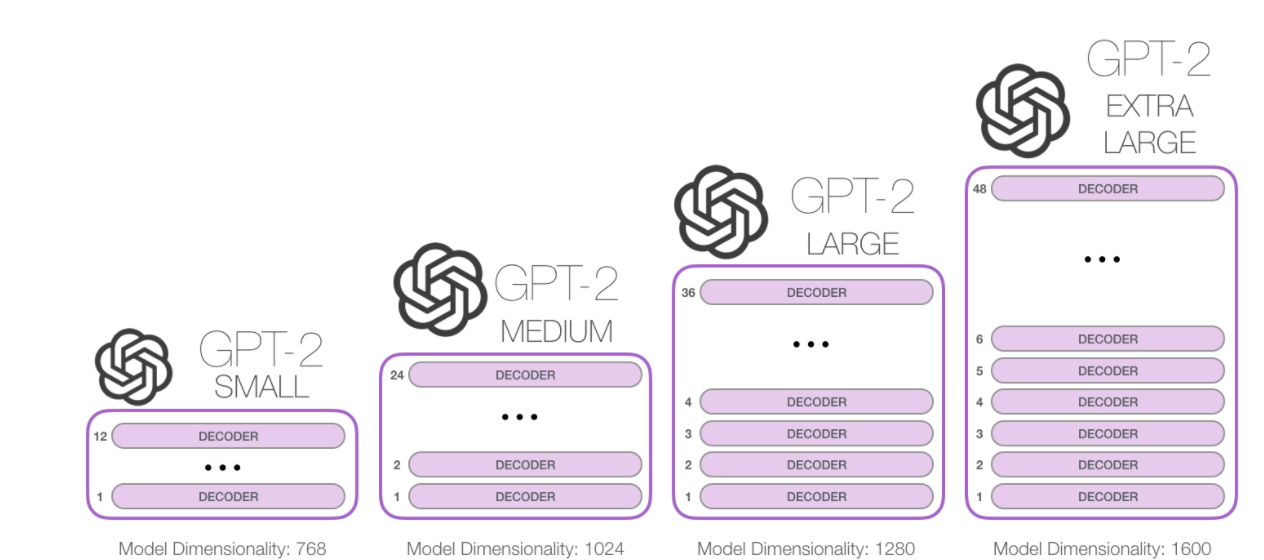 GPT-2
SMALL
12 DECODER
...
1 DECODER
Model Dimensionality: 768
GPT-2
MEDIUM
24 DECODER
...
2 DECODER
1 DECODER
Model Dimensionality: 1024
GPT-2
LARGE
36 DECODER
...
4 DECODER
3 DECODER
2 DECODER
1 DECODER
Model Dimensionality: 1280
GPT-2
EXTRA
LARGE
48 DECODER
...
6 DECODER
5 DECODER
4 DECODER
3 DECODER
2 DECODER
1 DECODER
Model Dimensionality: 1600